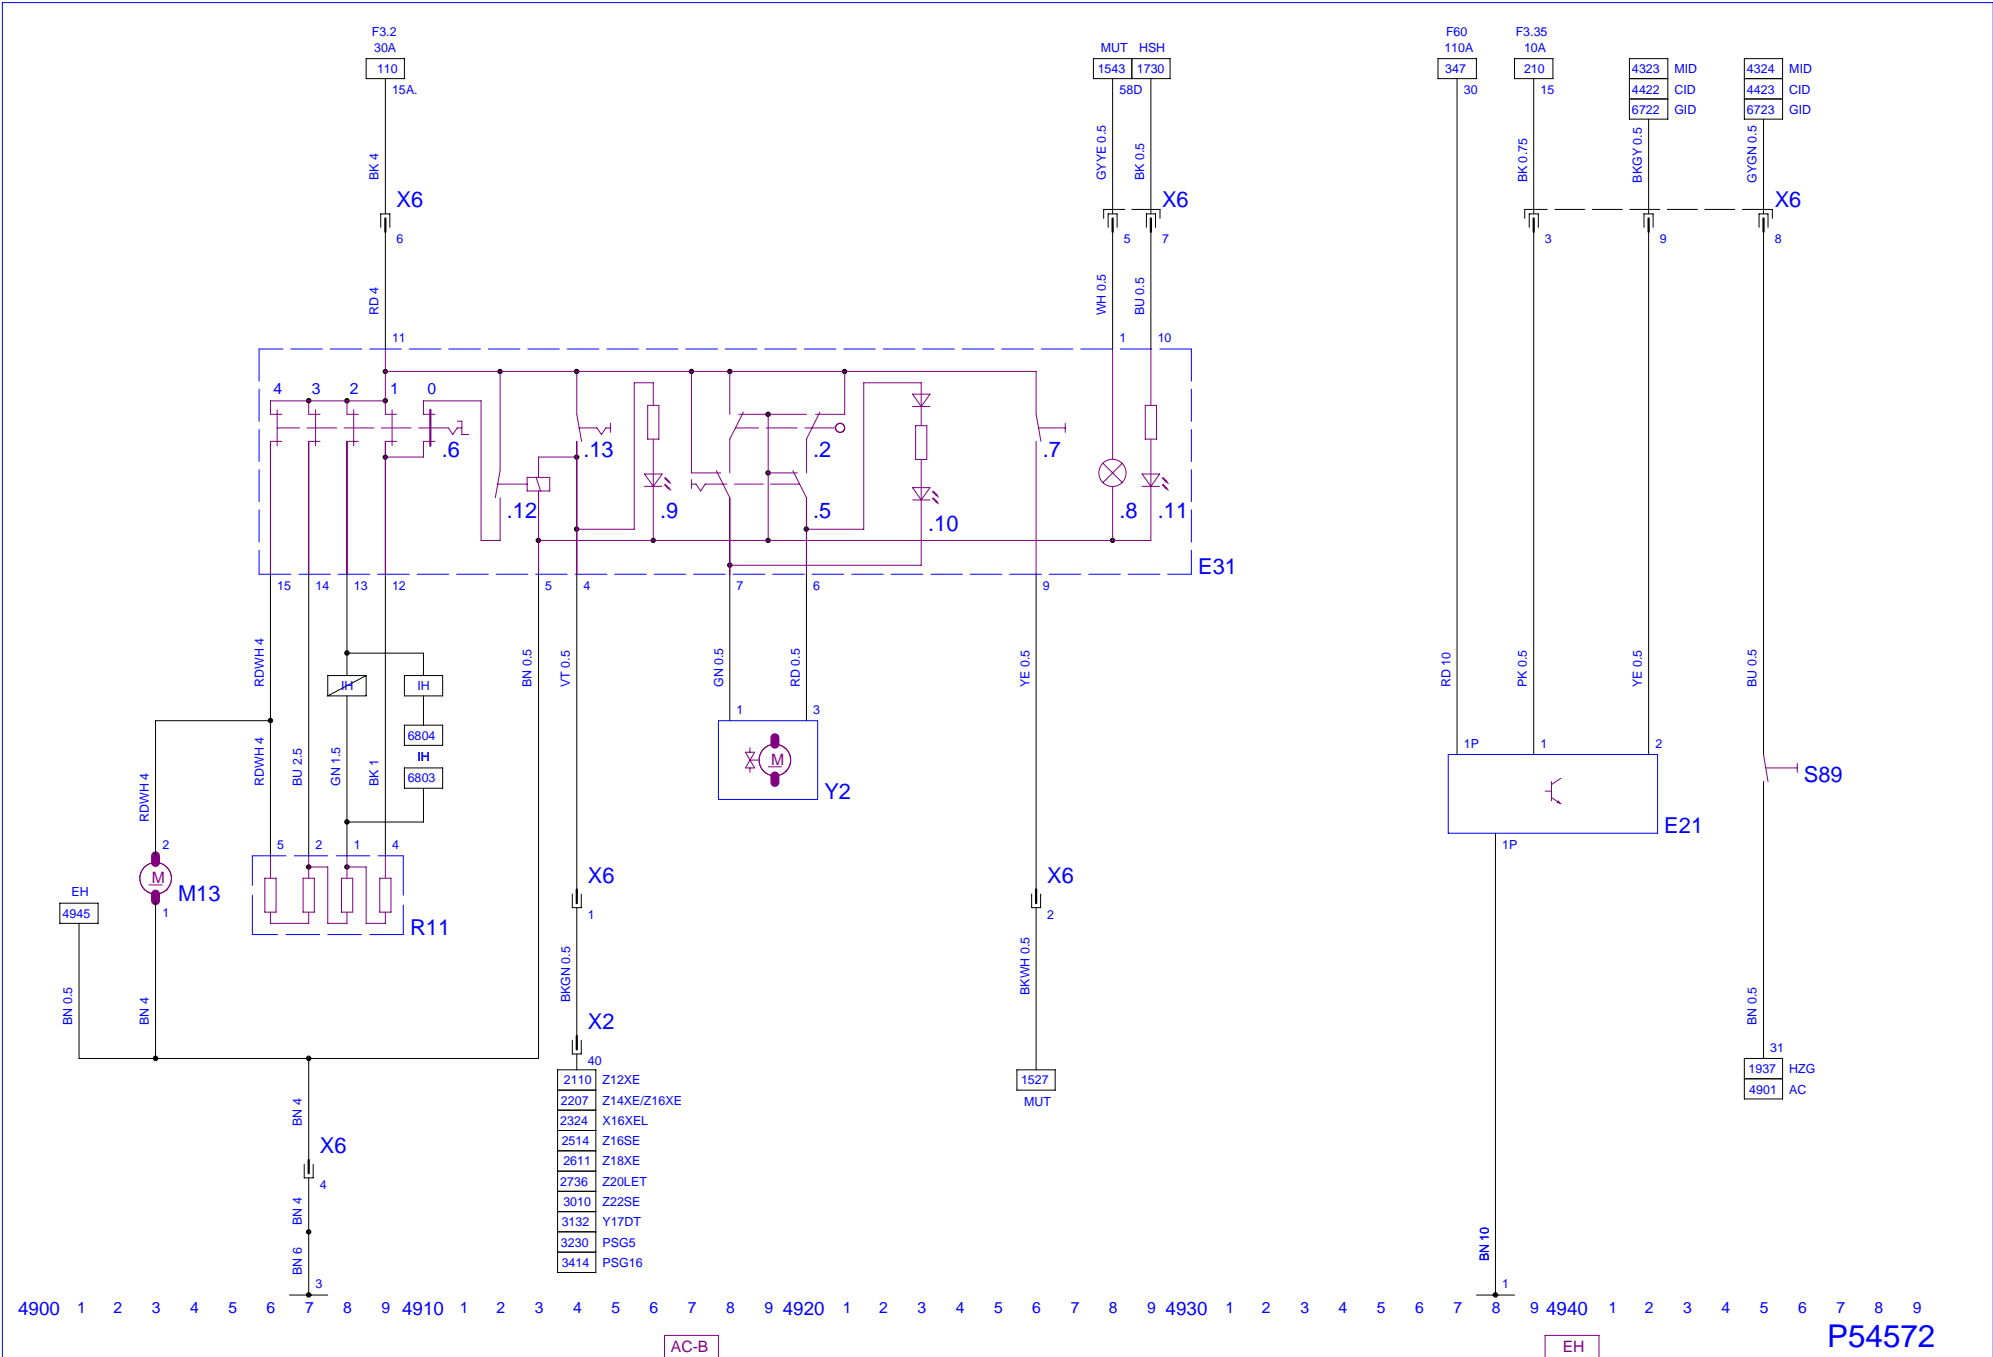 F3.2
30A
110
15A.
BK 4
X6
6
RD 4
11
MUT HSH
1543 1730
58D
GYYE 0.5
BK 0.5
X6
5 7
WH 0.5
BU 0.5
1 10
F60
110A
347
30
F3.35
10A
210
15
4323 MID
4422 CID
6722 GID
4324 MID
4423 CID
6723 GID
BK 0.75
BKGY 0.5
GYGN 0.5
X6
3 9 8
4 3 2 1 0
.6
.12
.13
.9
.2
.5
.10
.7
.8
.11
E31
15 14 13 12 5 4 7 6 9
RDWH 4
BN 0.5
VT 0.5
GN 0.5
RD 0.5
YE 0.5
RD 10
PK 0.5
YE 0.5
BU 0.5
IH
IH
6804
IH
6803
RDWH 4
RDWH 4
BU 2.5
GN 1.5
BK 1
1 3
M
Y2
1P 1 2
E21
1P
S89
2
M
M13
1
5 2 1 4
R11
EH
4945
BN 0.5
BN 4
X6
1
BKGN 0.5
X2
40
X6
2
BKWH 0.5
1527
MUT
BN 0.5
31
1937 HZG
4901 AC
2110 Z12XE
2207 Z14XE/Z16XE
2324 X16XEL
2514 Z16SE
2611 Z18XE
2736 Z20LET
3010 Z22SE
3132 Y17DT
3230 PSG5
3414 PSG16
BN 4
X6
4
BN 4
BN 6
3
BN 10
1
4900 1 2 3 4 5 6 7 8 9 4910 1 2 3 4 5 6 7 8 9 4920 1 2 3 4 5 6 7 8 9 4930 1 2 3 4 5 6 7 8 9 4940 1 2 3 4 5 6 7 8 9
AC-B
EH
P54572